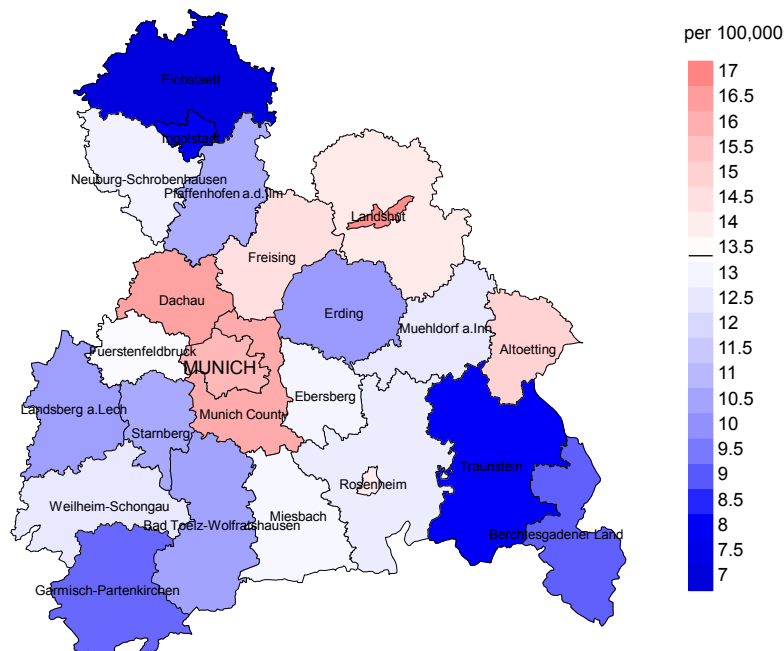 per 100,000
17
16.5
16
15.5
15
14.5
14
13.5
13
12.5
12
11.5
11
10.5
10
9.5
9
8.5
8
7.5
7
Eichstaett
Ingolstadt
Neuburg-Schrobenhausen
Pfaffenhofen a.d.Ilm
Landshut
Freising
Dachau
Erding
Muehldorf a.Inn
Altoetting
Fuerstenfeldbruck
MUNICH
Ebersberg
Landsberg a.Lech
Munich County
Starnberg
Traunstein
Rosenheim
Weilheim-Schongau
Miesbach
Bad Toelz-Wolfratshausen
Berchtesgadener Land
Garmisch-Partenkirchen